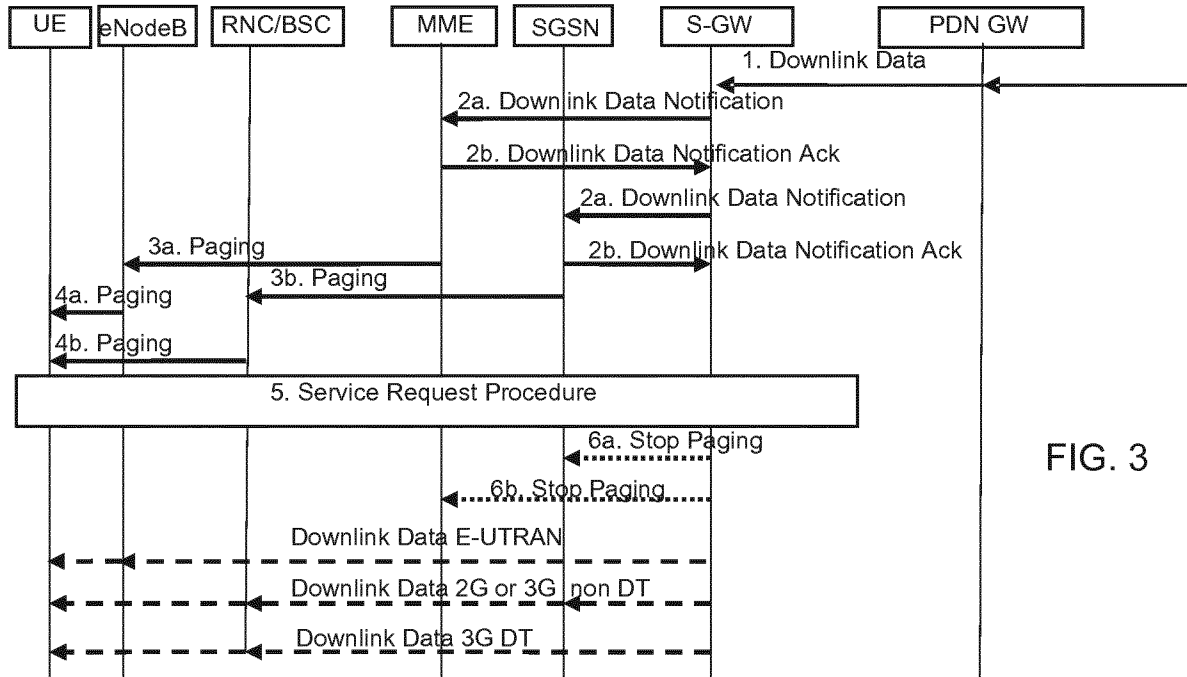 UE eNodeB RNC/BSC MME SGSN S-GW PDN GW
1. Downlink Data
2a. Downlink Data Notification
2b. Downlink Data Notification Ack
2a. Downlink Data Notification
3a. Paging
2b. Downlink Data Notification Ack
3b. Paging
4a. Paging
4b. Paging
5. Service Request Procedure
6a. Stop Paging
FIG. 3
6b. Stop Paging
Downlink Data E-UTRAN
Downlink Data 2G or 3G non DT
Downlink Data 3G DT